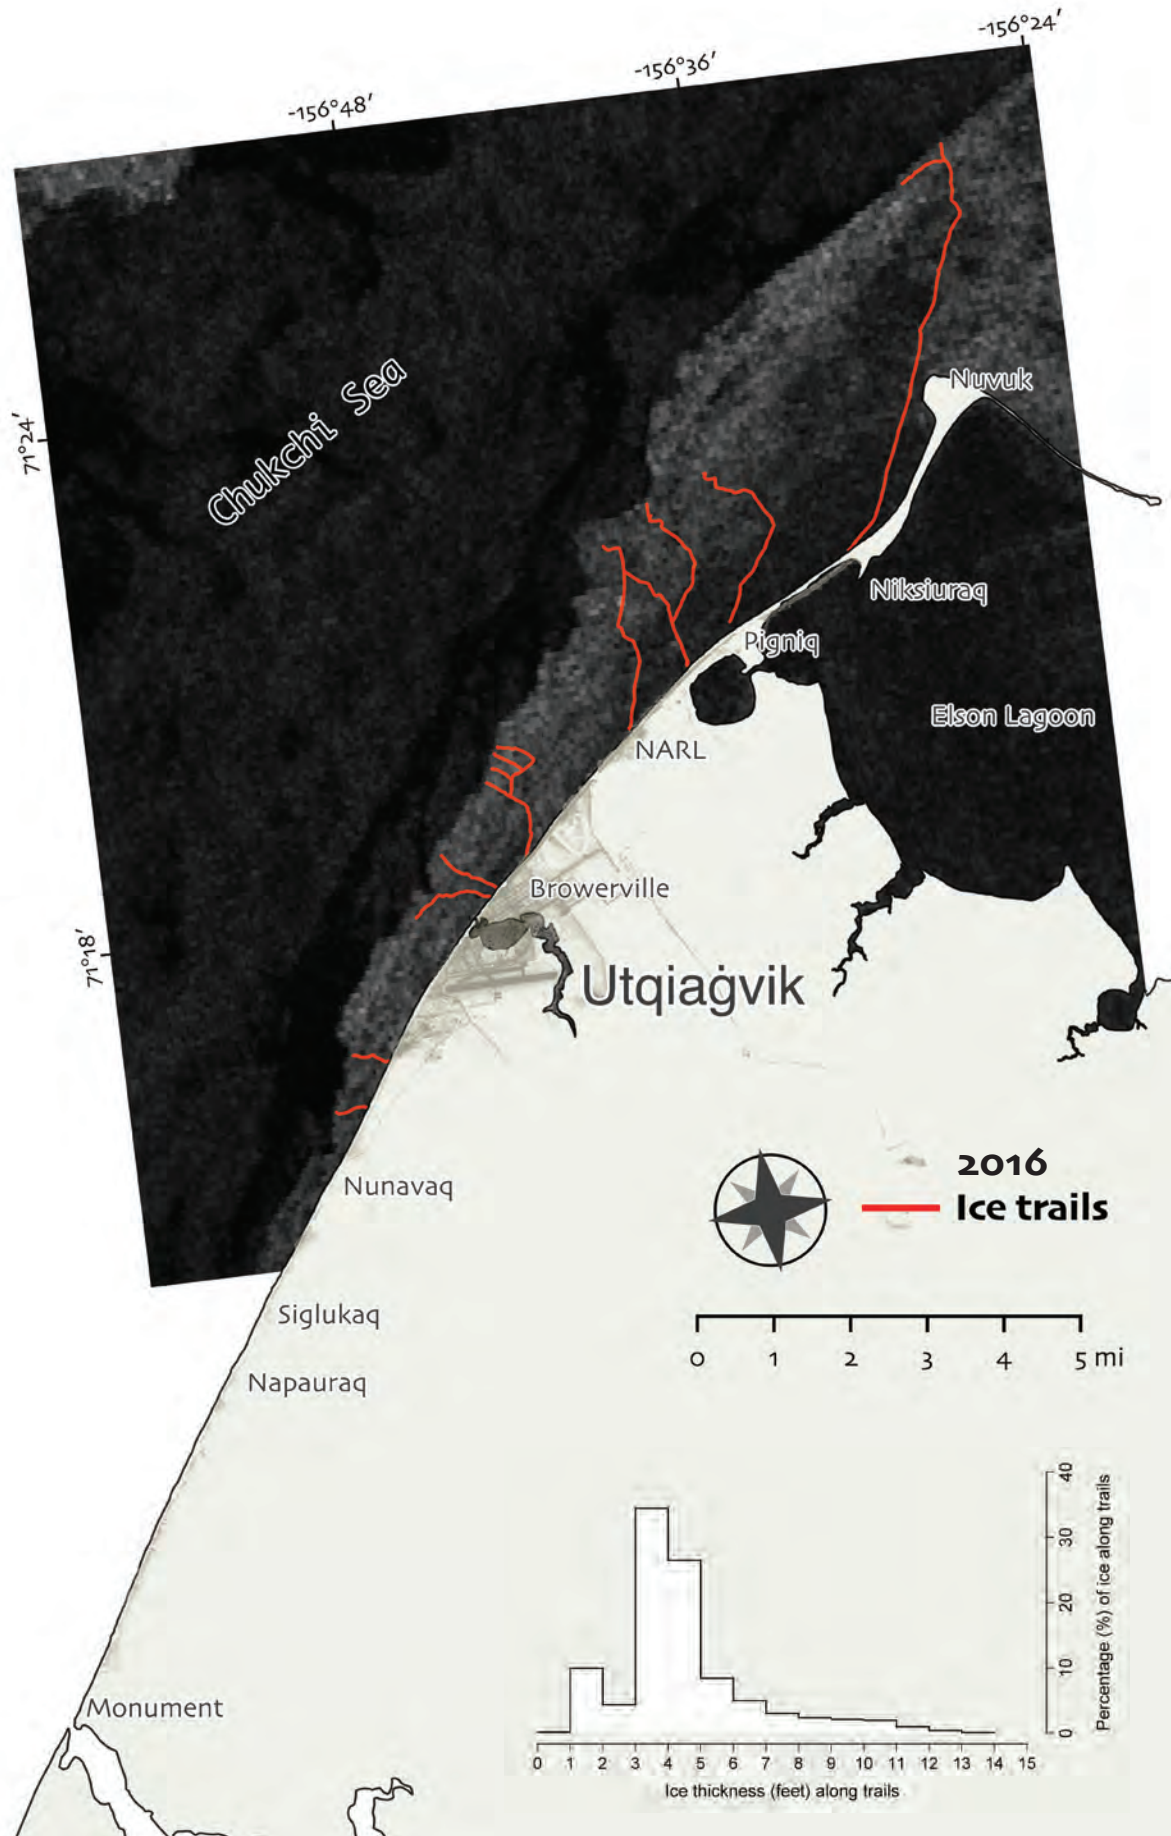 -156°24′
-156°36′
-156°48′
Chukchi Sea
71°24′
Nuvuk
Niksiuraq
Pigniq
Elson Lagoon
NARL
Browerville
71°18′
Utqiaġvik
2016
Ice trails
Nunavaq
Siglukaq
0 1 2 3 4 5 mi
Napauraq
40
30
20
10
0
Percentage (%) of ice along trails
Monument
0 1 2 3 4 5 6 7 8 9 10 11 12 13 14 15
Ice thickness (feet) along trails